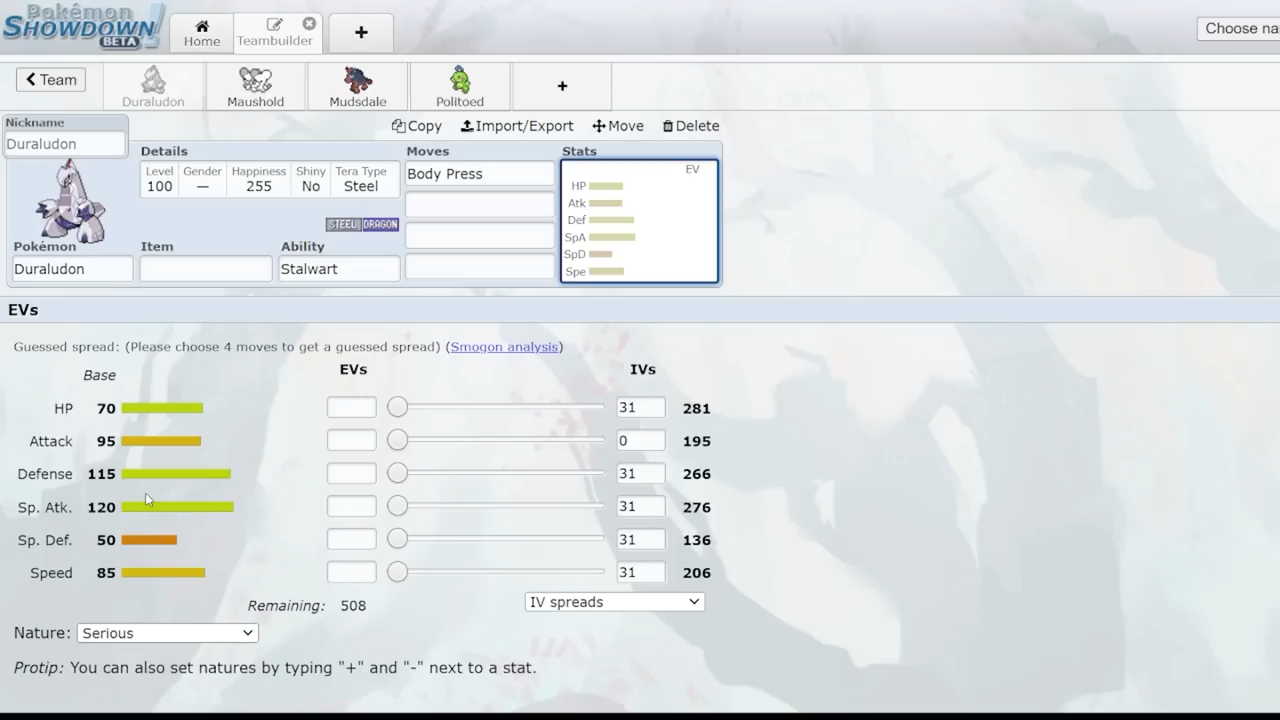 Pokémon
SHOWDOWN!
BETA
Home
Teambuilder
+
Choose na
Team
Duraludon
Maushold
Mudsdale
Politoed
+
Copy
Import/Export
Move
Delete
Nickname
Duraludon
Details
Level
Gender
Happiness
Shiny
Tera Type
100
—
255
No
Steel
STEEL
DRAGON
Pokémon
Duraludon
Item
Ability
Stalwart
Moves
Body Press
Stats
EV
HP
Atk
Def
SpA
SpD
Spe
EVs
Guessed spread: (Please choose 4 moves to get a guessed spread) (Smogon analysis)
Base
EVs
IVs
HP 70 31 281
Attack 95 0 195
Defense 115 31 266
Sp. Atk. 120 31 276
Sp. Def. 50 31 136
Speed 85 31 206
Remaining: 508
IV spreads
Nature: Serious
Protip: You can also set natures by typing "+" and "-" next to a stat.